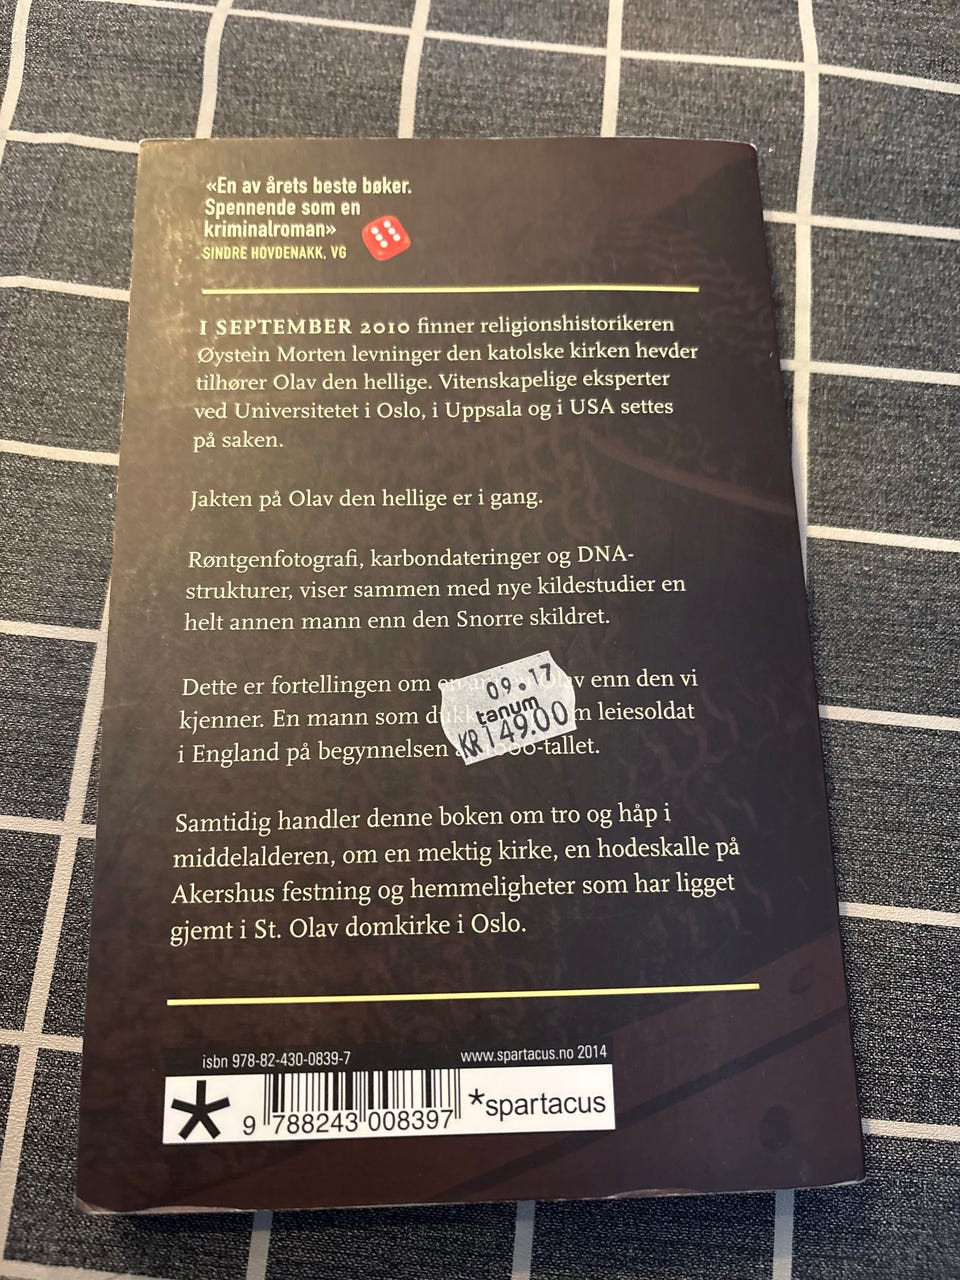 «En av årets beste bøker.
Spennende som en
kriminalroman»
SINDRE HOVDENAKK, VG
I SEPTEMBER 2010 finner religionshistorikeren
Øystein Morten levninger den katolske kirken hevder
tilhører Olav den hellige. Vitenskapelige eksperter
ved Universitetet i Oslo, i Uppsala og i USA settes
på saken.
Jakten på Olav den hellige er i gang.
Røntgenfotografi, karbondateringer og DNA-
strukturer, viser sammen med nye kildestudier en
helt annen mann enn den Snorre skildret.
Dette er fortellingen om en enn den vi
kjenner. En mann som leiesoldat
i England på begynnelsen -tallet.
09.17
tanum
KR 149.00
Samtidig handler denne boken om tro og håp i
middelalderen, om en mektig kirke, en hodeskalle på
Akershus festning og hemmeligheter som har ligget
gjemt i St. Olav domkirke i Oslo.
isbn 978-82-430-0839-7 www.spartacus.no 2014
9 788243 008397 *spartacus